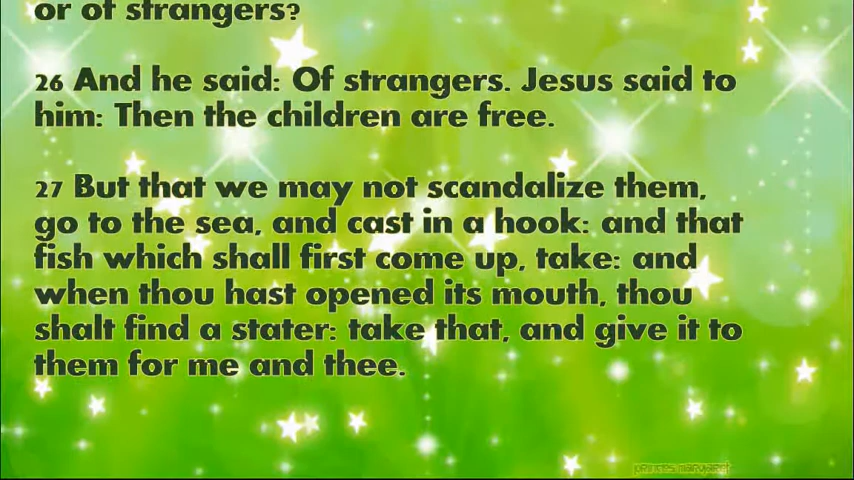 or of strangers?
26 And he said: Of strangers. Jesus said to
him: Then the children are free.
27 But that we may not scandalize them,
go to the sea, and cast in a hook: and that
fish which shall first come up, take: and
when thou hast opened its mouth, thou
shalt find a stater: take that, and give it to
them for me and thee.